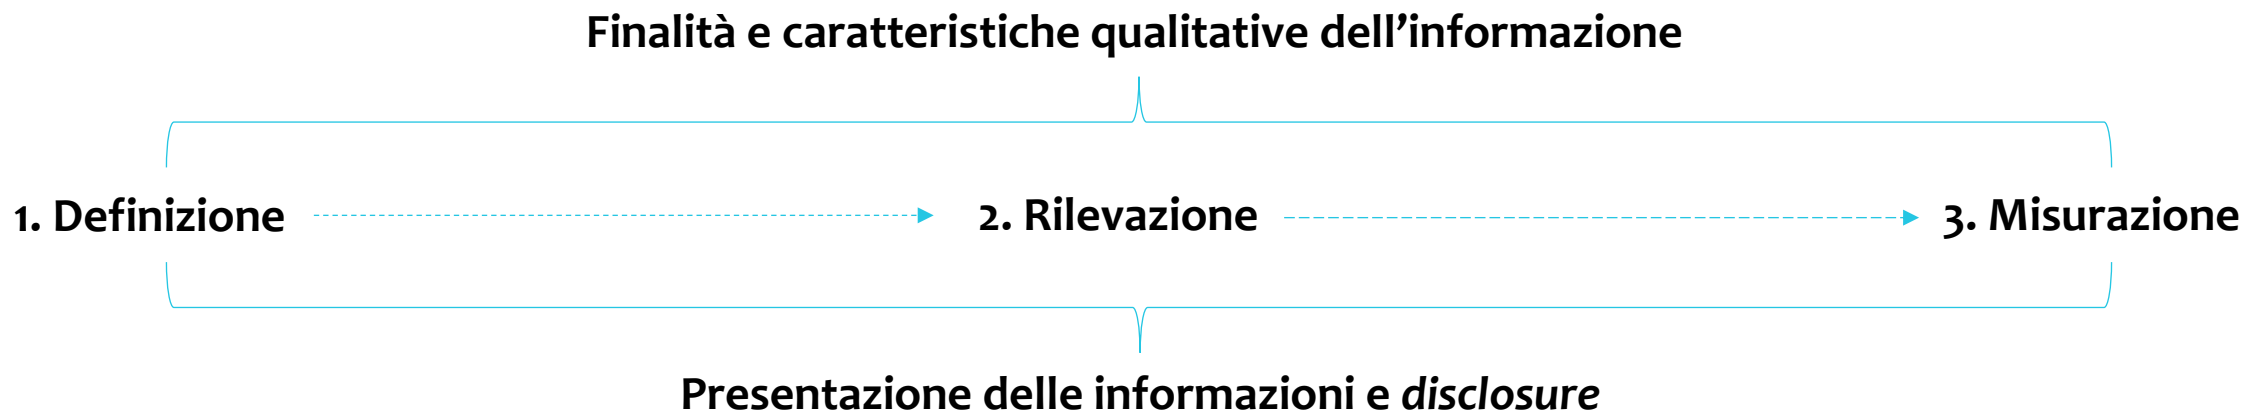 Finalità e caratteristiche qualitative dell’informazione
1. Definizione 2. Rilevazione 3. Misurazione
Presentazione delle informazioni e disclosure